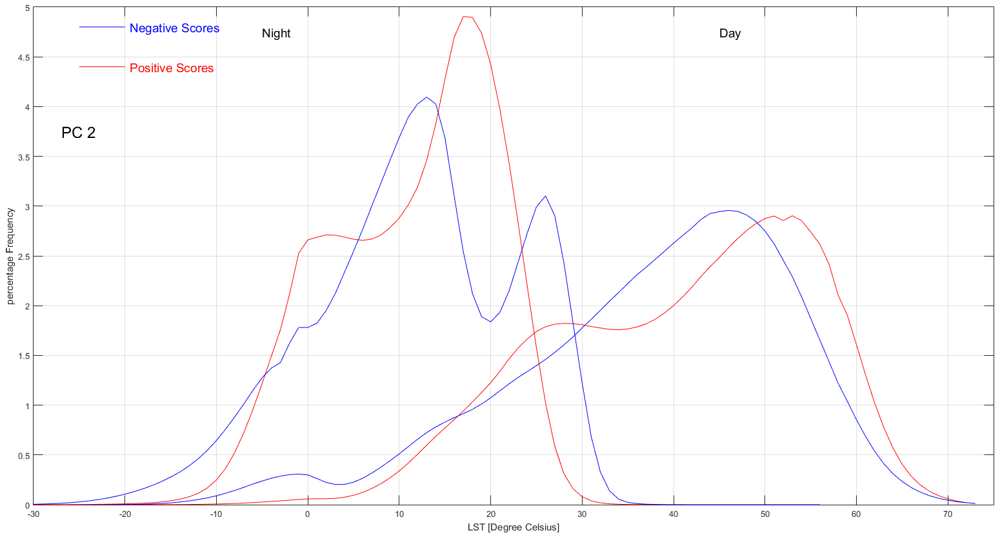 5
Negative Scores
Night
Day
4.5
Positive Scores
4
PC 2
3.5
3
percentage Frequency
2.5
2
1.5
1
0.5
0
-30 -20 -10 0 10 20 30 40 50 60 70
LST [Degree Celsius]